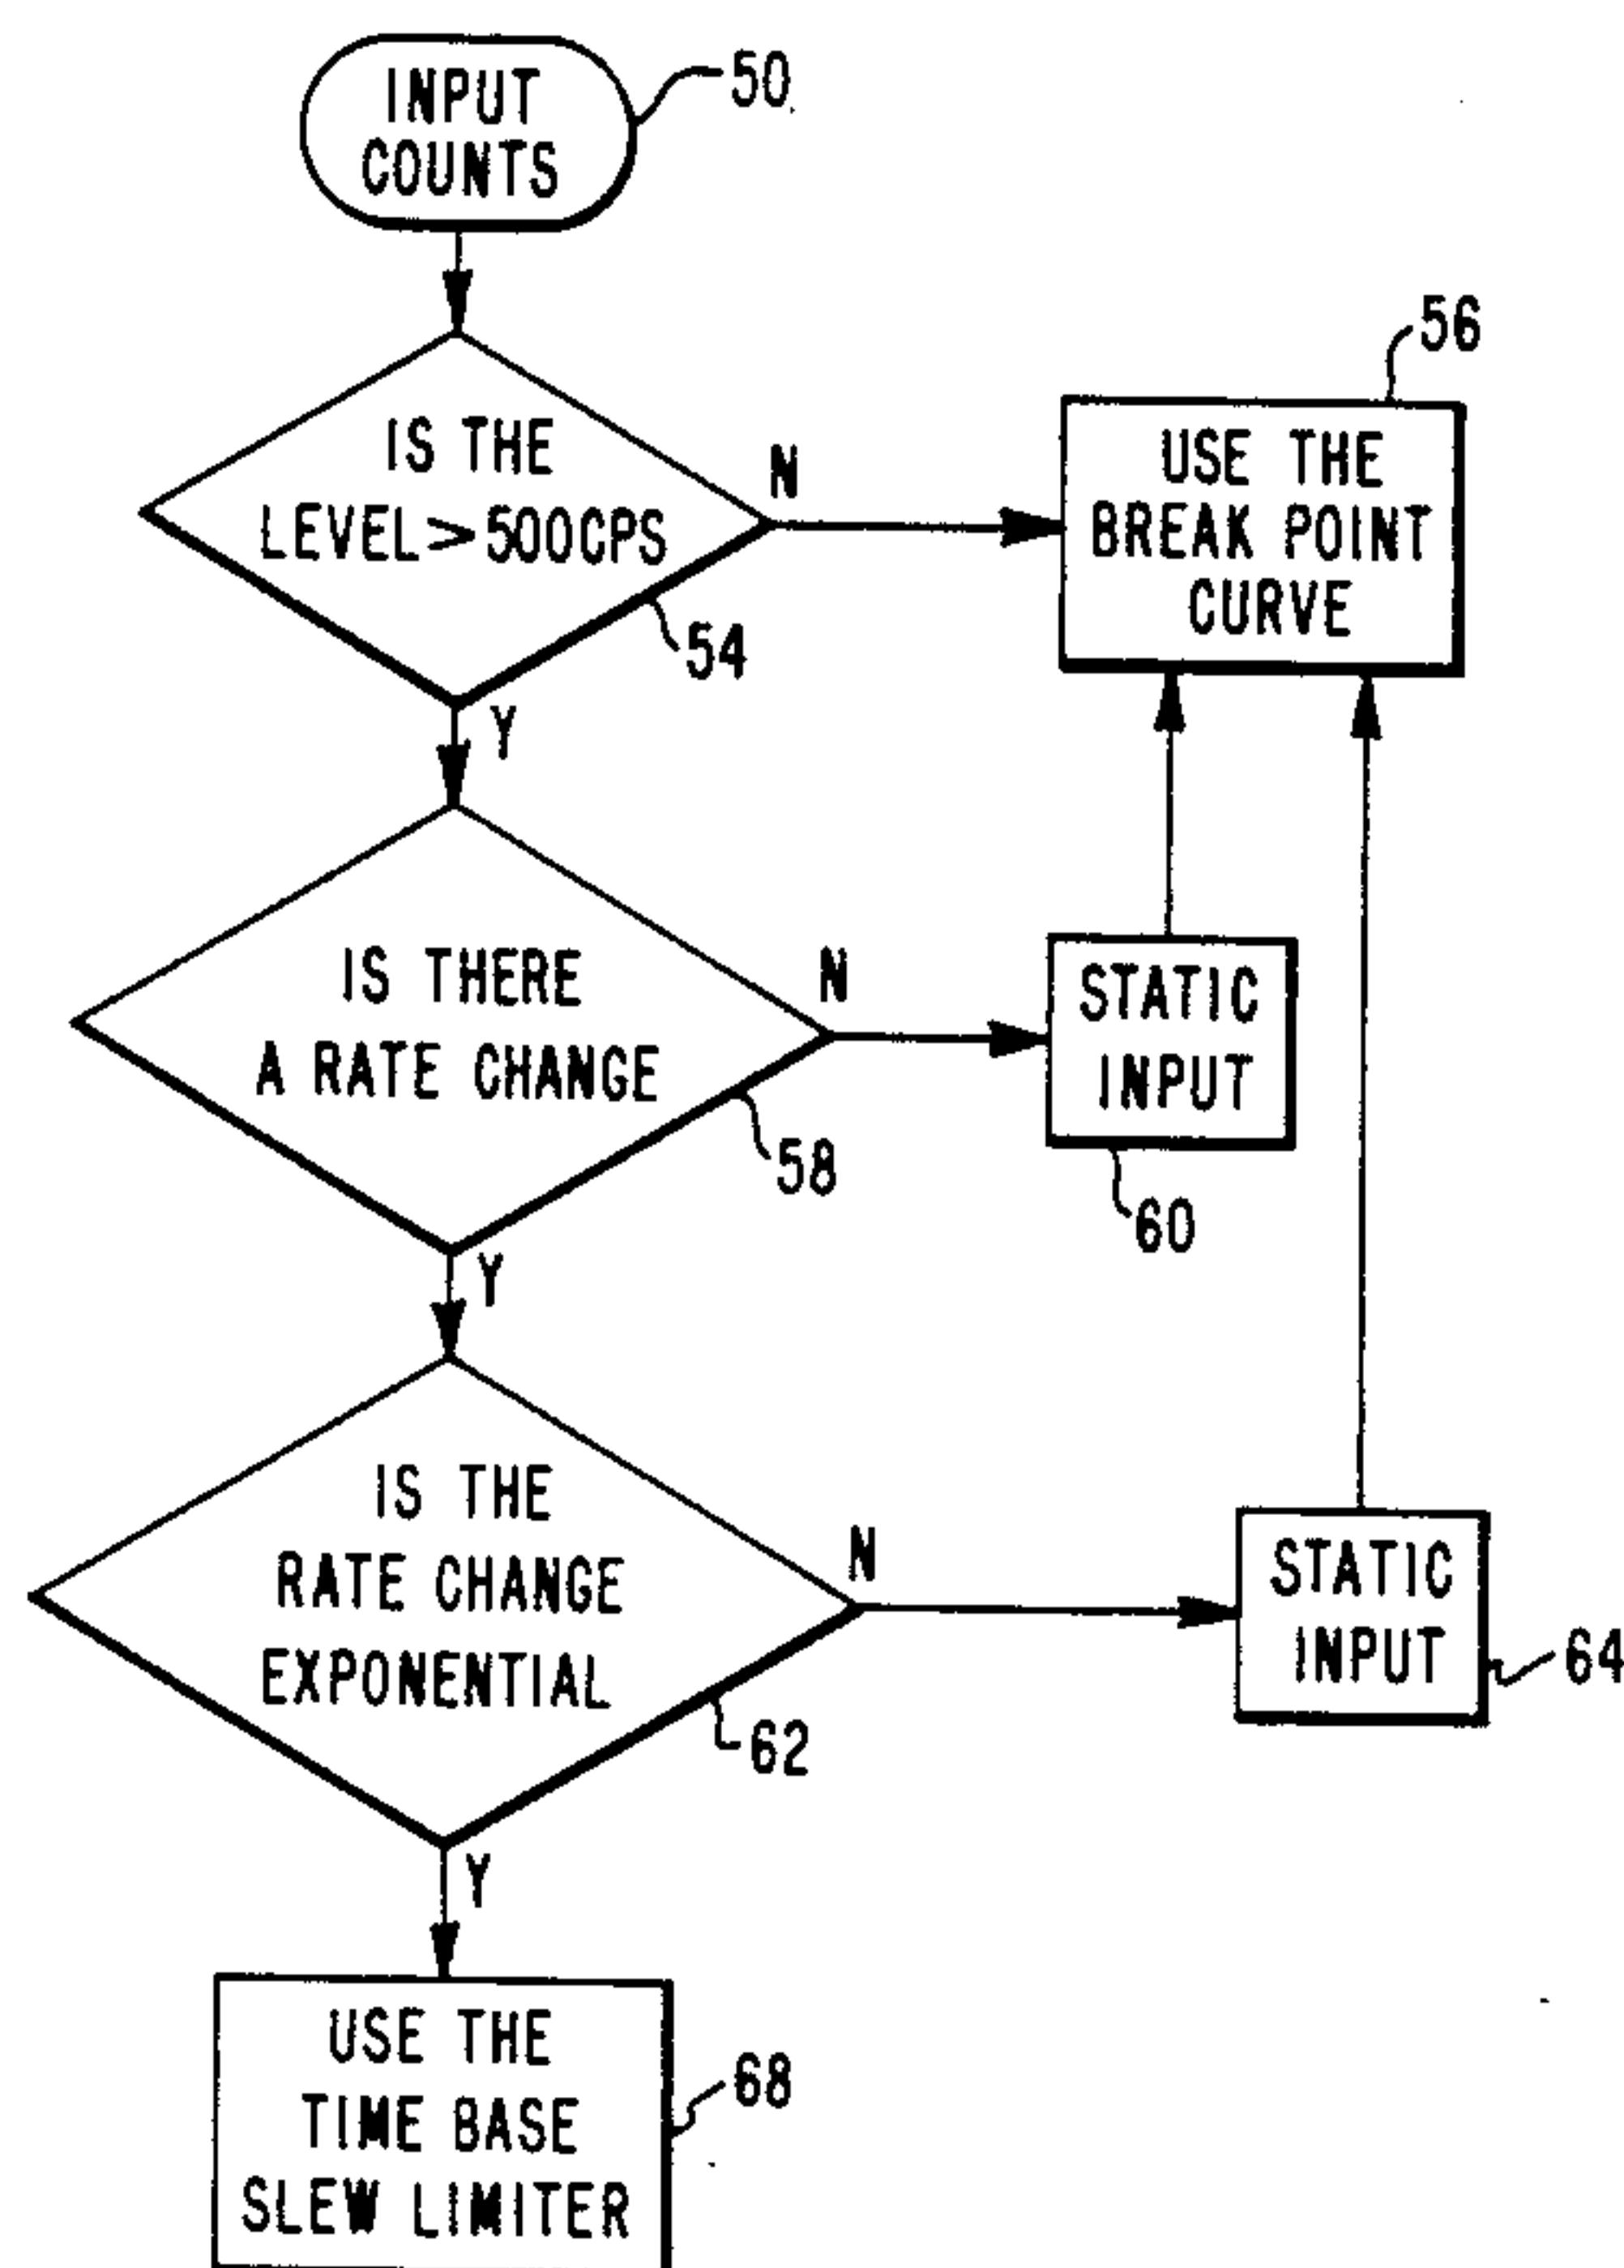 INPUT
COUNTS
50
IS THE
LEVEL>500CPS
54
N
Y
USE THE
BREAK POINT
CURVE
56
IS THERE
A RATE CHANGE
58
N
Y
STATIC
INPUT
60
IS THE
RATE CHANGE
EXPONENTIAL
62
N
Y
STATIC
INPUT
64
USE THE
TIME BASE
SLEW LIMITER
68